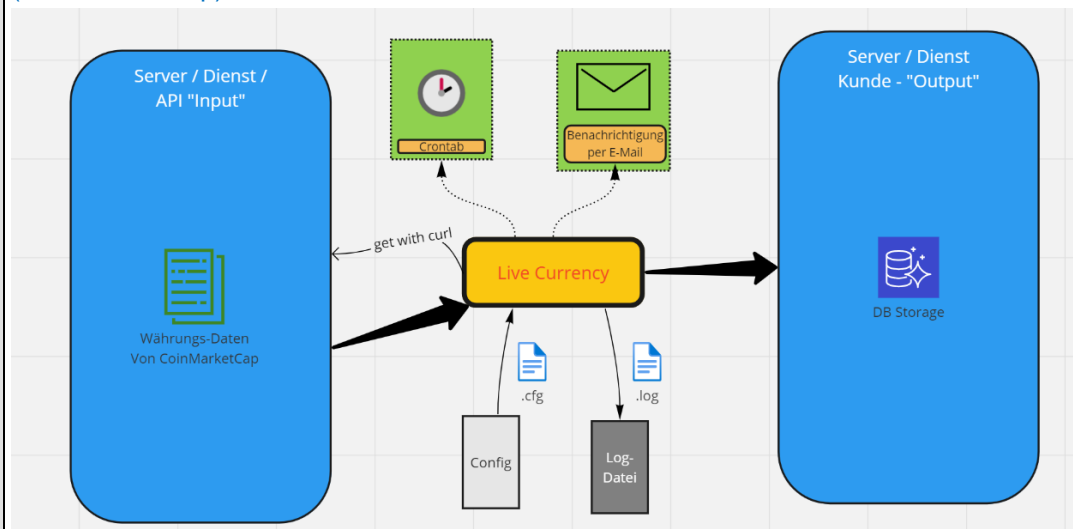 Server / Dienst /
API "Input"
Crontab
Benachrichtigung
per E-Mail
Server / Dienst
Kunde - "Output"
get with curl
Live Currency
Währungs-Daten
Von CoinMarketCap
DB Storage
.cfg
.log
Config
Log-
Datei